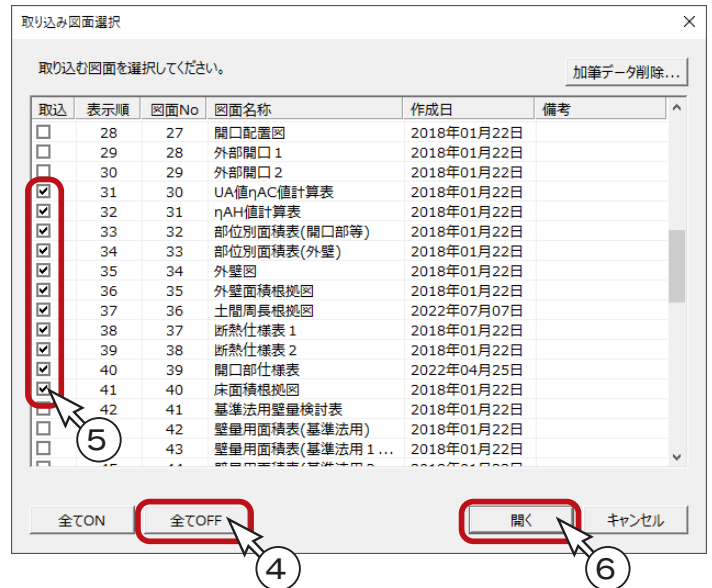 取り込み図面選択
取り込む図面を選択してください。
加筆データ削除...
取込 表示順 図面No 図面名称 作成日 備考
28 27 開口配置図 2018年01月22日
29 28 外部開口1 2018年01月22日
30 29 外部開口2 2018年01月22日
31 30 UA値ηAC値計算表 2018年01月22日
32 31 ηAH値計算表 2018年01月22日
33 32 部位別面積表(開口部等) 2018年01月22日
34 33 部位別面積表(外壁) 2018年01月22日
35 34 外壁図 2018年01月22日
36 35 外壁面積根拠図 2018年01月22日
37 36 土間周長根拠図 2022年07月07日
38 37 断熱仕様表1 2018年01月22日
39 38 断熱仕様表2 2018年01月22日
40 39 開口部仕様表 2022年04月25日
41 40 床面積根拠図 2018年01月22日
42 41 基準法用壁量検討表 2018年01月22日
42 壁量用面積表(基準法用) 2018年01月22日
43 壁量用面積表(基準法用1... 2018年01月22日
⑤
全てON 全てOFF 開く キャンセル
④ ⑥